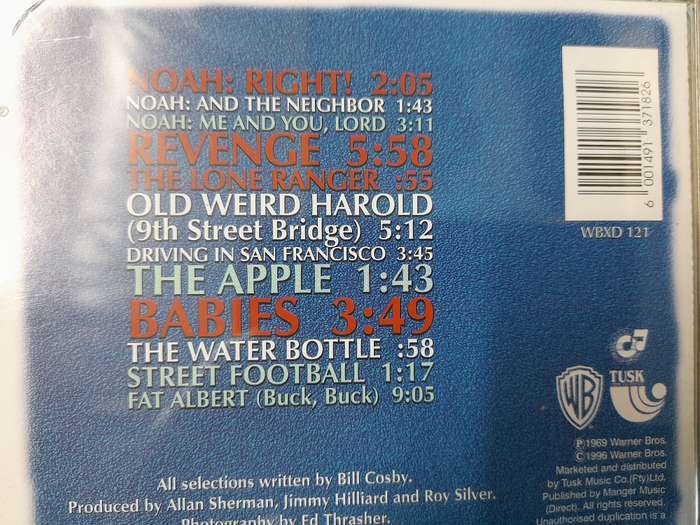 NOAH: RIGHT! 2:05
NOAH: AND THE NEIGHBOR 1:43
NOAH: ME AND YOU, LORD 3:11
REVENGE 5:58
THE LONE RANGER :55
OLD WEIRD HAROLD
(9th Street Bridge) 5:12
DRIVING IN SAN FRANCISCO 3:45
THE APPLE 1:43
BABIES 3:49
THE WATER BOTTLE :58
STREET FOOTBALL 1:17
FAT ALBERT (Buck, Buck) 9:05
All selections written by Bill Cosby.
Produced by Allan Sherman, Jimmy Hilliard and Roy Silver.
Photography by Ed Thrasher.
6 001491 371826
WBXD 121
WB
TUSK
℗1969 Warner Bros.
©1996 Warner Bros.
Marketed and distributed
by Tusk Music Co.(Pty)Ltd.
Published by Manger Music
(Direct). All rights reserved.
Unauthorised duplication is a